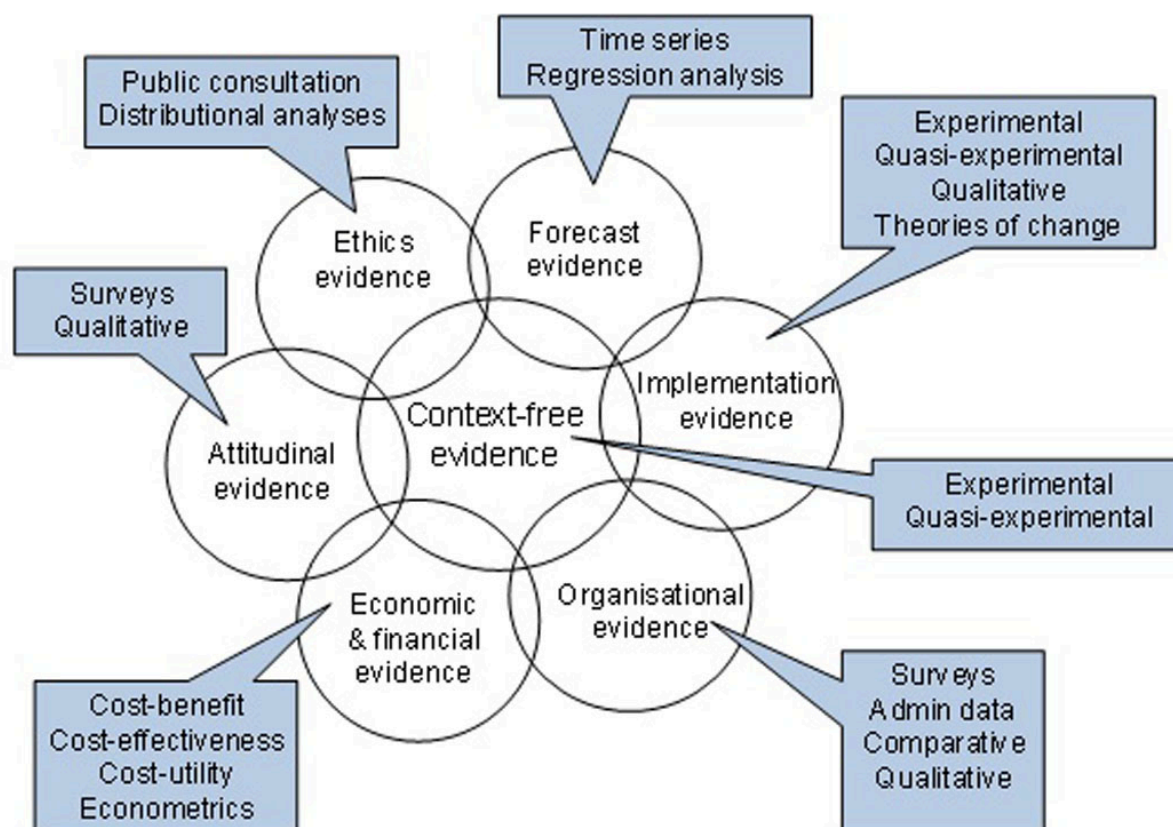 Time series
Regression analysis
Public consultation
Distributional analyses
Experimental
Quasi-experimental
Qualitative
Theories of change
Ethics
evidence
Forecast
evidence
Surveys
Qualitative
Implementation
evidence
Context-free
evidence
Attitudinal
evidence
Experimental
Quasi-experimental
Organisational
evidence
Economic
& financial
evidence
Surveys
Admin data
Comparative
Qualitative
Cost-benefit
Cost-effectiveness
Cost-utility
Econometrics